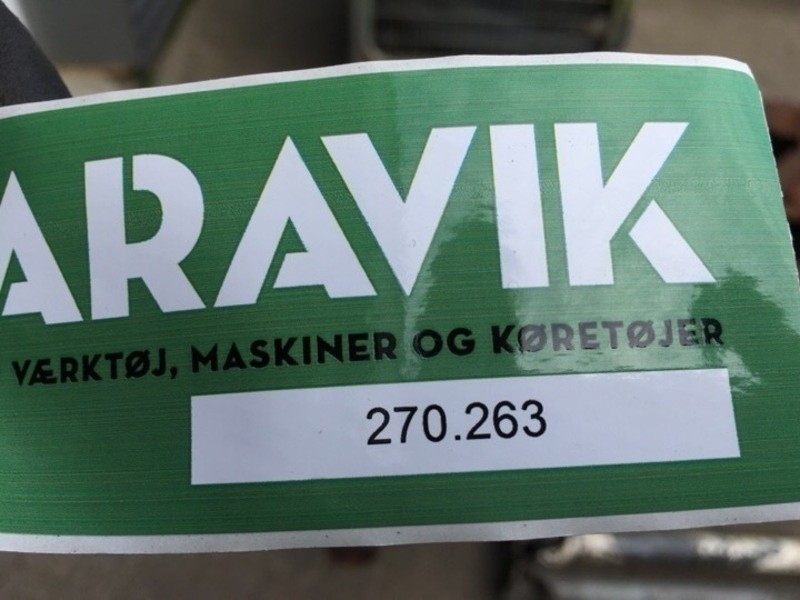 ARAVIK
VÆRKTØJ, MASKINER OG KØRETØJER
270.263